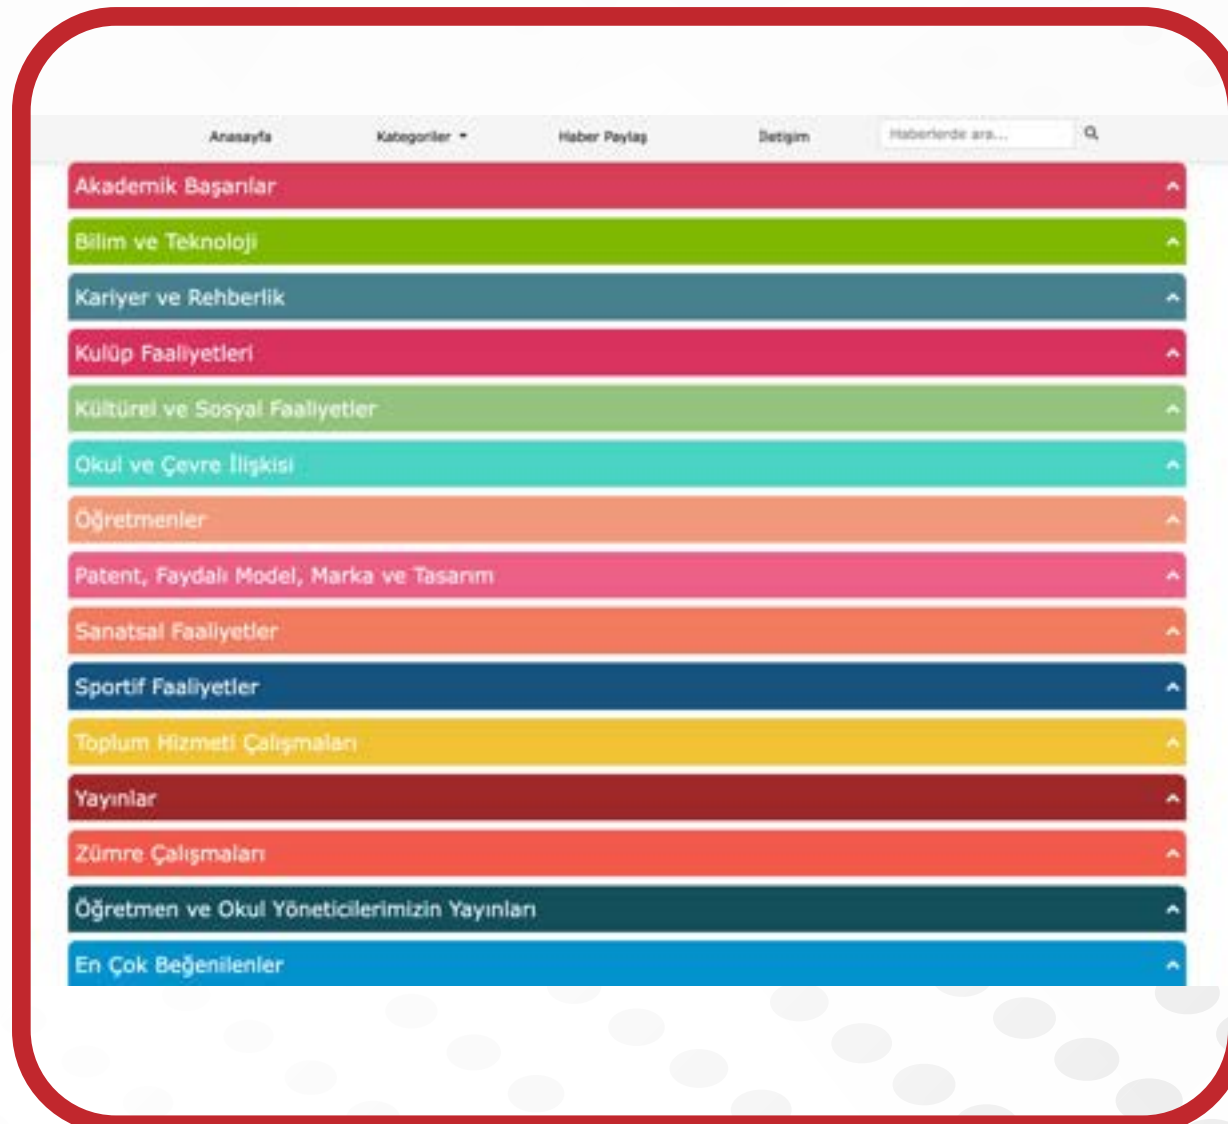 Anasayfa Kategoriler Haber Paylaş İletişim Haberlerde ara...
Akademik Başarılar
Bilim ve Teknoloji
Kariyer ve Rehberlik
Kulüp Faaliyetleri
Kültürel ve Sosyal Faaliyetler
Okul ve Çevre İlişkisi
Öğretmenler
Patent, Faydalı Model, Marka ve Tasarım
Sanatsal Faaliyetler
Sportif Faaliyetler
Toplum Hizmeti Çalışmaları
Yayınlar
Zümre Çalışmaları
Öğretmen ve Okul Yöneticilerimizin Yayınları
En Çok Beğenilenler